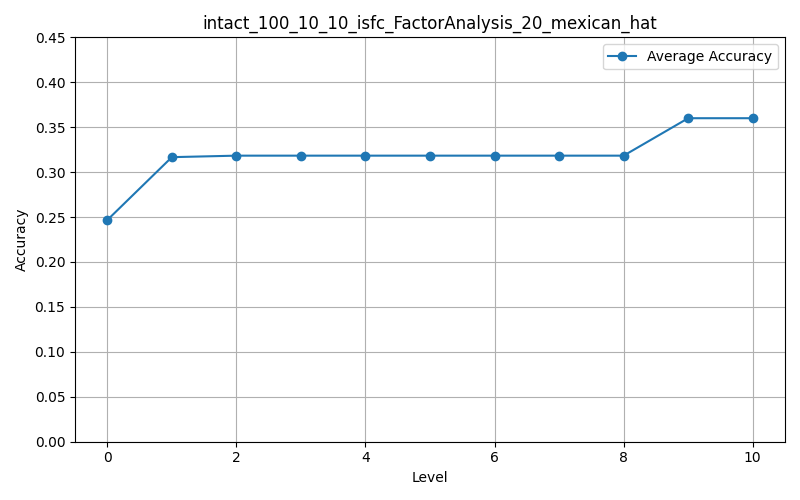 intact_100_10_10_isfc_FactorAnalysis_20_mexican_hat
Average Accuracy
0.45
0.40
0.35
0.30
0.25
0.20
0.15
0.10
0.05
0.00
Accuracy
0 2 4 6 8 10
Level